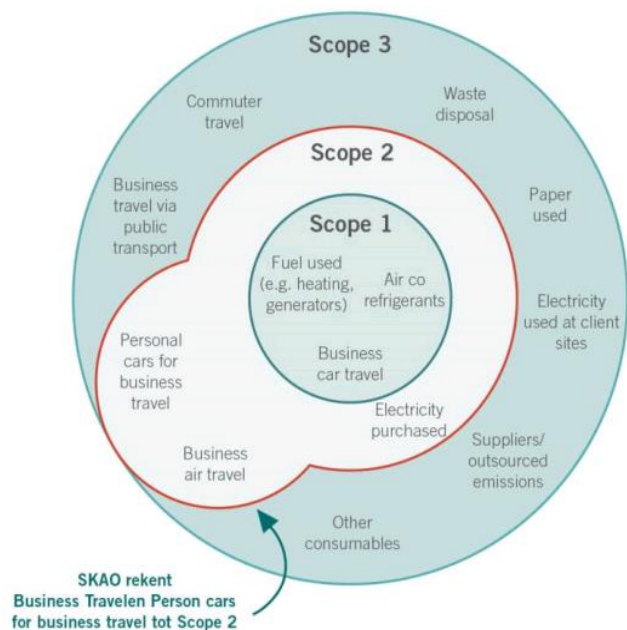 Scope 3
Commuter
travel
Waste
disposal
Scope 2
Business
travel via
public
transport
Paper
used
Scope 1
Fuel used
(e.g. heating,
generators)
Air co
refrigerants
Electricity
used at client
sites
Personal
cars for
business
travel
Business
car travel
Electricity
purchased
Business
air travel
Suppliers/
outsourced
emissions
Other
consumables
SKAO rekent
Business Travelen Person cars
for business travel tot Scope 2